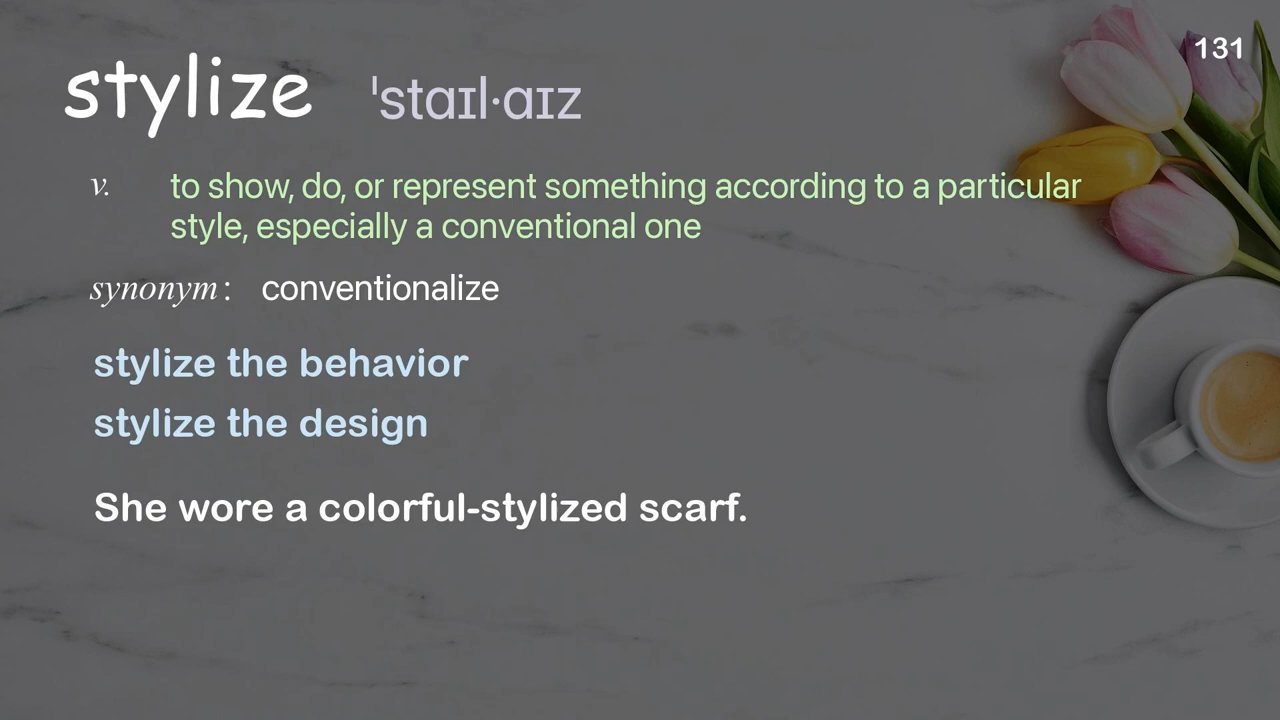 131
stylize ˈstaɪl·aɪz
v. to show, do, or represent something according to a particular
style, especially a conventional one
synonym : conventionalize
stylize the behavior
stylize the design
She wore a colorful-stylized scarf.